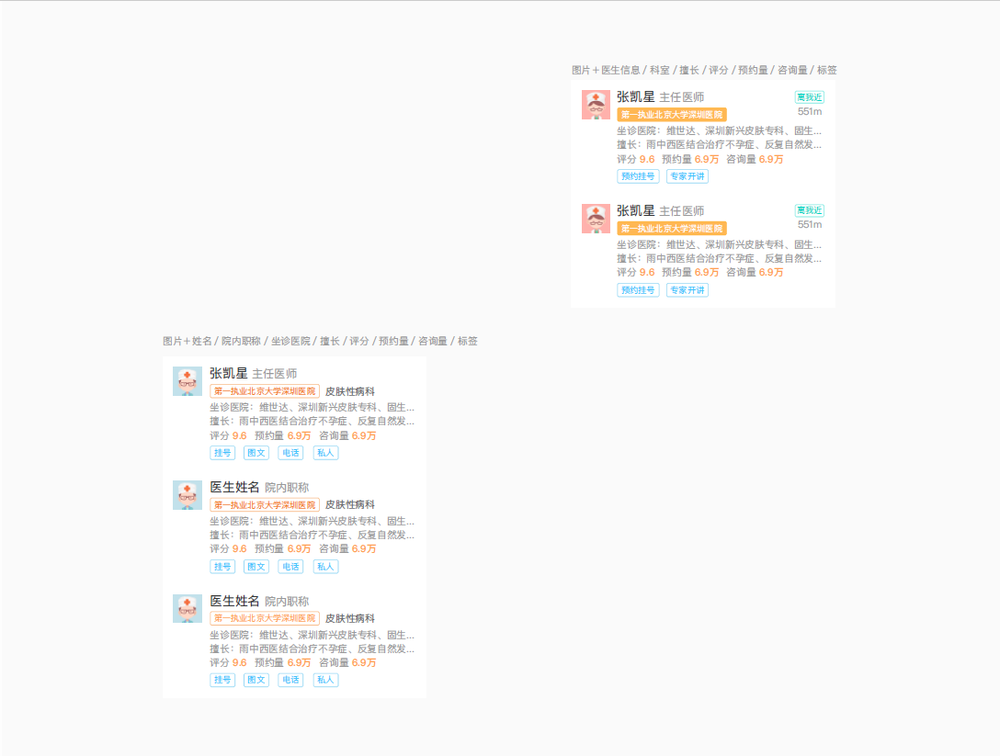 图片＋医生信息 / 科室 / 擅长 / 评分 / 预约量 / 咨询量 / 标签
张凯星 主任医师 离我近
第一执业北京大学深圳医院 551m
坐诊医院：维世达、深圳新兴皮肤专科、固生...
擅长：雨中西医结合治疗不孕症、反复自然发...
评分 9.6 预约量 6.9万 咨询量 6.9万
预约挂号 专家开讲
张凯星 主任医师 离我近
第一执业北京大学深圳医院 551m
坐诊医院：维世达、深圳新兴皮肤专科、固生...
擅长：雨中西医结合治疗不孕症、反复自然发...
评分 9.6 预约量 6.9万 咨询量 6.9万
预约挂号 专家开讲
图片＋姓名 / 院内职称 / 坐诊医院 / 擅长 / 评分 / 预约量 / 咨询量 / 标签
张凯星 主任医师
第一执业北京大学深圳医院 皮肤性病科
坐诊医院：维世达、深圳新兴皮肤专科、固生...
擅长：雨中西医结合治疗不孕症、反复自然发...
评分 9.6 预约量 6.9万 咨询量 6.9万
挂号 图文 电话 私人
医生姓名 院内职称
第一执业北京大学深圳医院 皮肤性病科
坐诊医院：维世达、深圳新兴皮肤专科、固生...
擅长：雨中西医结合治疗不孕症、反复自然发...
评分 9.6 预约量 6.9万 咨询量 6.9万
挂号 图文 电话 私人
医生姓名 院内职称
第一执业北京大学深圳医院 皮肤性病科
坐诊医院：维世达、深圳新兴皮肤专科、固生...
擅长：雨中西医结合治疗不孕症、反复自然发...
评分 9.6 预约量 6.9万 咨询量 6.9万
挂号 图文 电话 私人